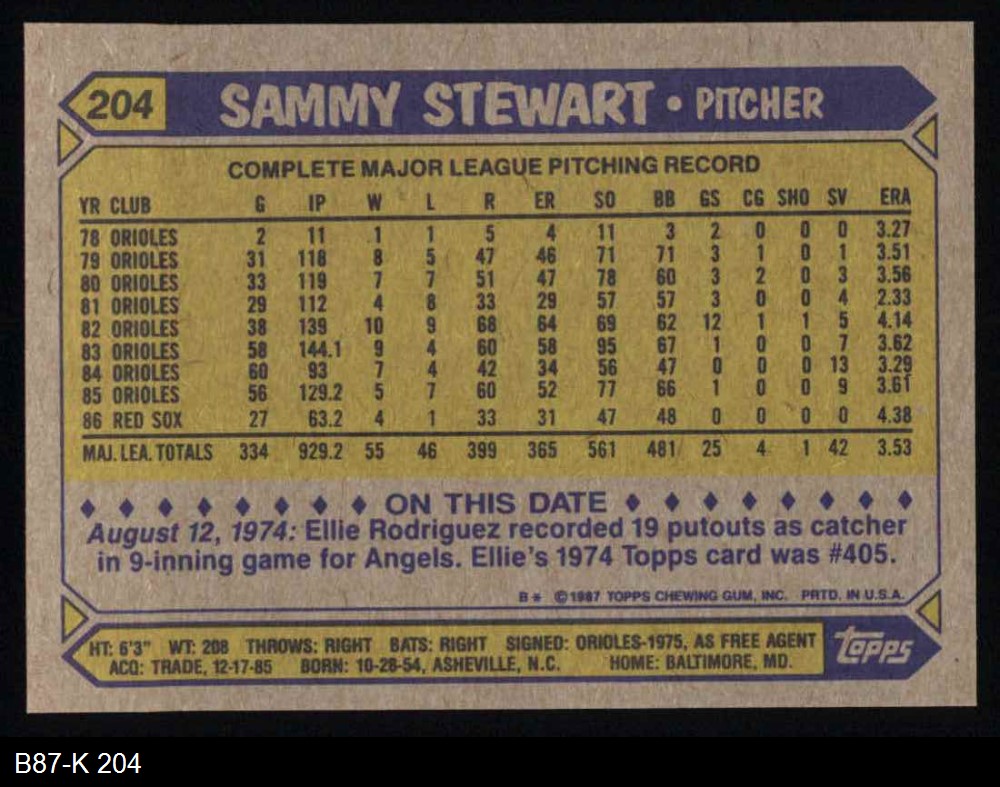 204 SAMMY STEWART • PITCHER
COMPLETE MAJOR LEAGUE PITCHING RECORD
YR CLUB G IP W L R ER SO BB GS CG SHO SV ERA
78 ORIOLES 2 11 1 1 5 4 11 3 2 0 0 0 3.27
79 ORIOLES 31 118 8 5 47 46 71 71 3 1 0 1 3.51
80 ORIOLES 33 119 7 7 51 47 78 60 3 2 0 3 3.56
81 ORIOLES 29 112 4 8 33 29 57 57 3 0 0 4 2.33
82 ORIOLES 38 139 10 9 68 64 69 62 12 1 1 5 4.14
83 ORIOLES 58 144.1 9 4 60 58 95 67 1 0 0 7 3.62
84 ORIOLES 60 93 7 4 42 34 56 47 0 0 0 13 3.29
85 ORIOLES 56 129.2 5 7 60 52 77 66 1 0 0 9 3.61
86 RED SOX 27 63.2 4 1 33 31 47 48 0 0 0 0 4.38
MAJ. LEA. TOTALS 334 929.2 55 46 399 365 561 481 25 4 1 42 3.53
♦ ♦ ♦ ♦ ♦ ♦ ♦ ♦ ON THIS DATE ♦ ♦ ♦ ♦ ♦ ♦ ♦ ♦
August 12, 1974: Ellie Rodriguez recorded 19 putouts as catcher
in 9-inning game for Angels. Ellie's 1974 Topps card was #405.
B* ©1987 TOPPS CHEWING GUM, INC. PRTD. IN U.S.A.
HT: 6'3" WT: 208 THROWS: RIGHT BATS: RIGHT SIGNED: ORIOLES-1975, AS FREE AGENT
ACQ: TRADE, 12-17-85 BORN: 10-28-54, ASHEVILLE, N.C. HOME: BALTIMORE, MD.
Topps
B87-K 204